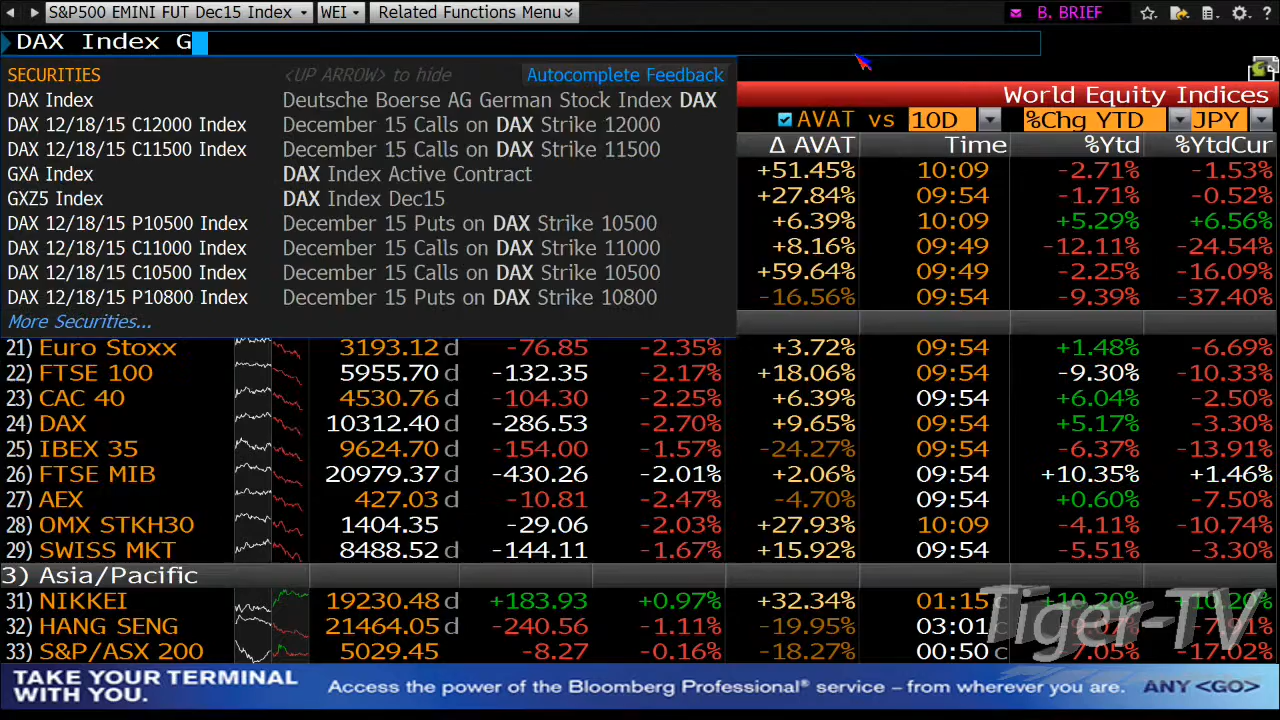 S&P500 EMINI FUT Dec15 Index WEI Related Functions Menu B. BRIEF ?
DAX Index G
SECURITIES <UP ARROW> to hide Autocomplete Feedback
DAX Index Deutsche Boerse AG German Stock Index DAX
World Equity Indices
DAX 12/18/15 C12000 Index December 15 Calls on DAX Strike 12000
AVAT vs 10D %Chg YTD JPY
DAX 12/18/15 C11500 Index December 15 Calls on DAX Strike 11500
Δ AVAT Time %Ytd %YtdCur
GXA Index DAX Index Active Contract +51.45% 10:09 -2.71% -1.53%
GXZ5 Index DAX Index Dec15 +27.84% 10:09 -1.71% -0.52%
DAX 12/18/15 P10500 Index December 15 Puts on DAX Strike 10500 +6.39% 10:09 +5.29% +6.56%
DAX 12/18/15 C11000 Index December 15 Calls on DAX Strike 11000 +8.16% 09:49 -12.11% -24.54%
DAX 12/18/15 C10500 Index December 15 Calls on DAX Strike 10500 +59.64% 09:49 -2.25% -16.09%
DAX 12/18/15 P10800 Index December 15 Puts on DAX Strike 10800 -16.56% 09:54 -9.39% -37.40%
More Securities...
21) Euro Stoxx 3193.12 d -76.85 -2.35% +3.72% 09:54 +1.48% -6.69%
22) FTSE 100 5955.70 d -132.35 -2.17% +18.06% 09:54 -9.30% -10.33%
23) CAC 40 4530.76 d -104.30 -2.25% +6.39% 09:54 +6.04% -2.50%
24) DAX 10312.40 d -286.53 -2.70% +9.65% 09:54 +5.17% -3.30%
25) IBEX 35 9624.70 d -154.00 -1.57% -24.27% 09:54 -6.37% -13.91%
26) FTSE MIB 20979.37 d -430.26 -2.01% +2.06% 09:54 +10.35% +1.46%
27) AEX 427.03 d -10.81 -2.47% -4.70% 09:54 +0.60% -7.50%
28) OMX STKH30 1404.35 -29.06 -2.03% +27.93% 10:09 -4.11% -10.74%
29) SWISS MKT 8488.52 d -144.11 -1.67% +15.92% 09:54 -5.51% -3.30%
3) Asia/Pacific
31) NIKKEI 19230.48 d +183.93 +0.97% +32.34% 01:15 c +10.20% +10.20%
32) HANG SENG 21464.05 d -240.56 -1.11% -19.95% 03:01 c
33) S&P/ASX 200 5029.45 -8.27 -0.16% -18.27% 00:50 c -7.05% -17.02%
Tiger-TV
TAKE YOUR TERMINAL
WITH YOU.
Access the power of the Bloomberg Professional® service – from wherever you are. ANY <GO>